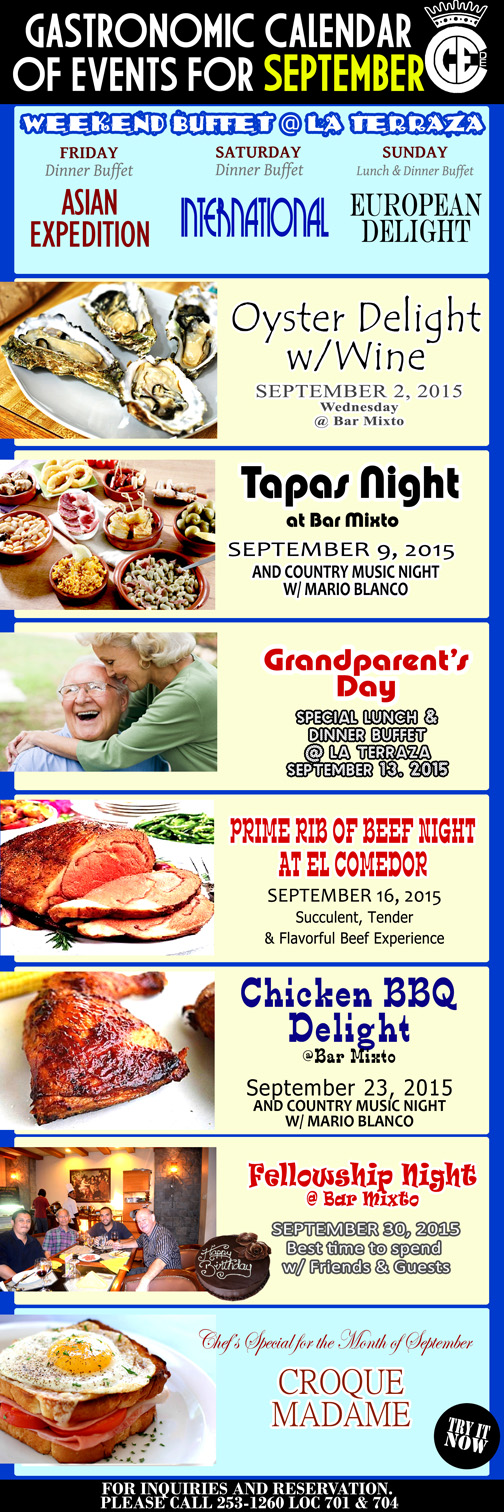 GASTRONOMIC CALENDAR
OF EVENTS FOR SEPTEMBER
CE
WEEKEND BUFFET @ LA TERRAZA
FRIDAY
Dinner Buffet
ASIAN
EXPEDITION
SATURDAY
Dinner Buffet
INTERNATIONAL
SUNDAY
Lunch & Dinner Buffet
EUROPEAN
DELIGHT
Oyster Delight
w/Wine
SEPTEMBER 2, 2015
Wednesday
@ Bar Mixto
Tapas Night
at Bar Mixto
SEPTEMBER 9, 2015
AND COUNTRY MUSIC NIGHT
W/ MARIO BLANCO
Grandparent's
Day
SPECIAL LUNCH &
DINNER BUFFET
@ LA TERRAZA
SEPTEMBER 13. 2015
PRIME RIB OF BEEF NIGHT
AT EL COMEDOR
SEPTEMBER 16, 2015
Succulent, Tender
& Flavorful Beef Experience
Chicken BBQ
Delight
@Bar Mixto
September 23, 2015
AND COUNTRY MUSIC NIGHT
W/ MARIO BLANCO
Fellowship Night
@ Bar Mixto
SEPTEMBER 30, 2015
Best time to spend
w/ Friends & Guests
Happy
Birthday
Chef's Special for the Month of September
CROQUE
MADAME
TRY IT
NOW
FOR INQUIRIES AND RESERVATION.
PLEASE CALL 253-1260 LOC 701 & 704